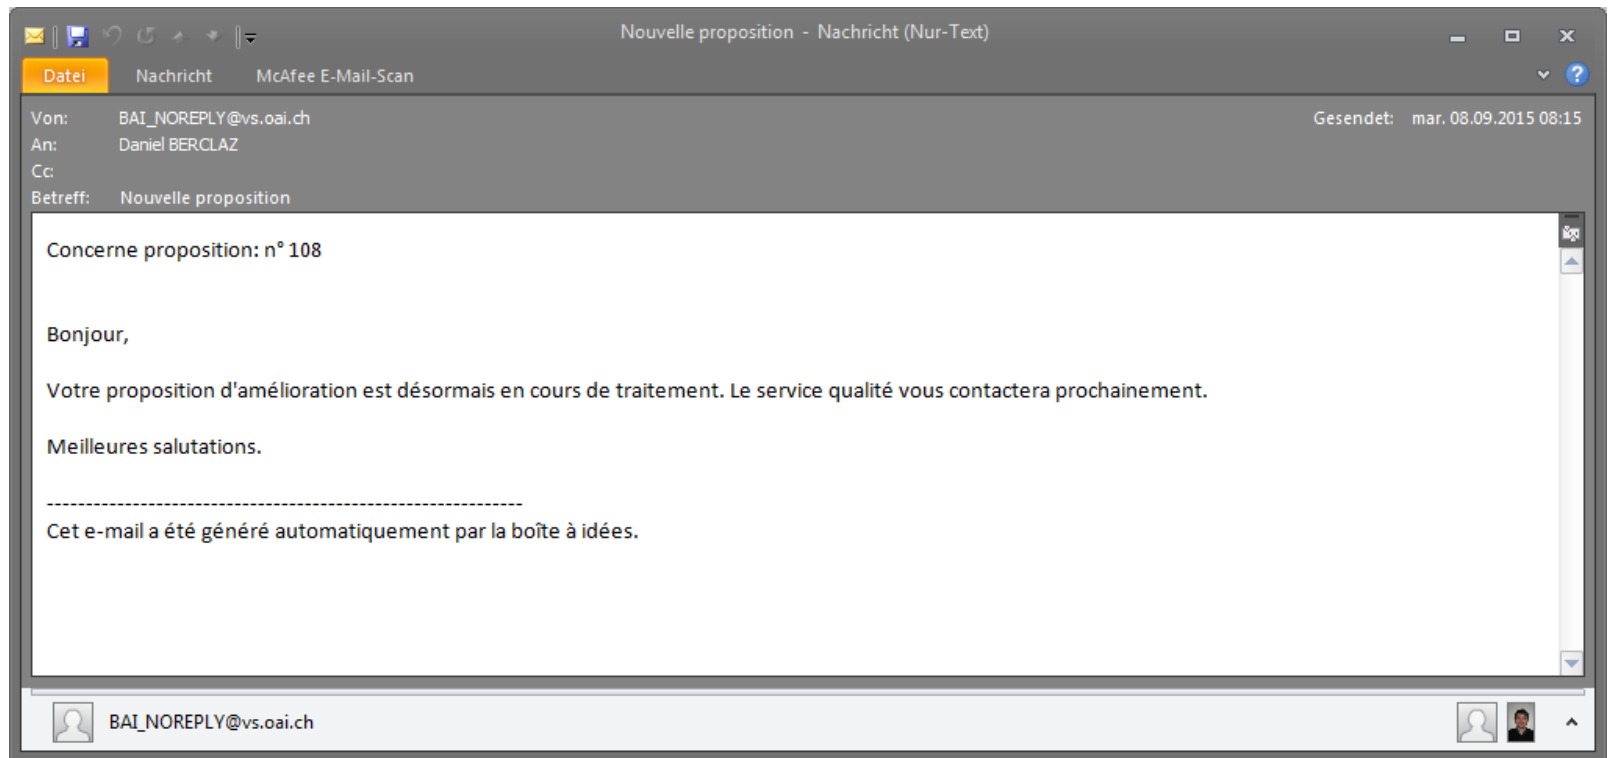 Nouvelle proposition - Nachricht (Nur-Text)
Datei Nachricht McAfee E-Mail-Scan
Von: BAI_NOREPLY@vs.oai.ch Gesendet: mar. 08.09.2015 08:15
An: Daniel BERCLAZ
Cc:
Betreff: Nouvelle proposition
Concerne proposition: n° 108
Bonjour,
Votre proposition d'amélioration est désormais en cours de traitement. Le service qualité vous contactera prochainement.
Meilleures salutations.
-------------------------------------------------------------
Cet e-mail a été généré automatiquement par la boîte à idées.
BAI_NOREPLY@vs.oai.ch